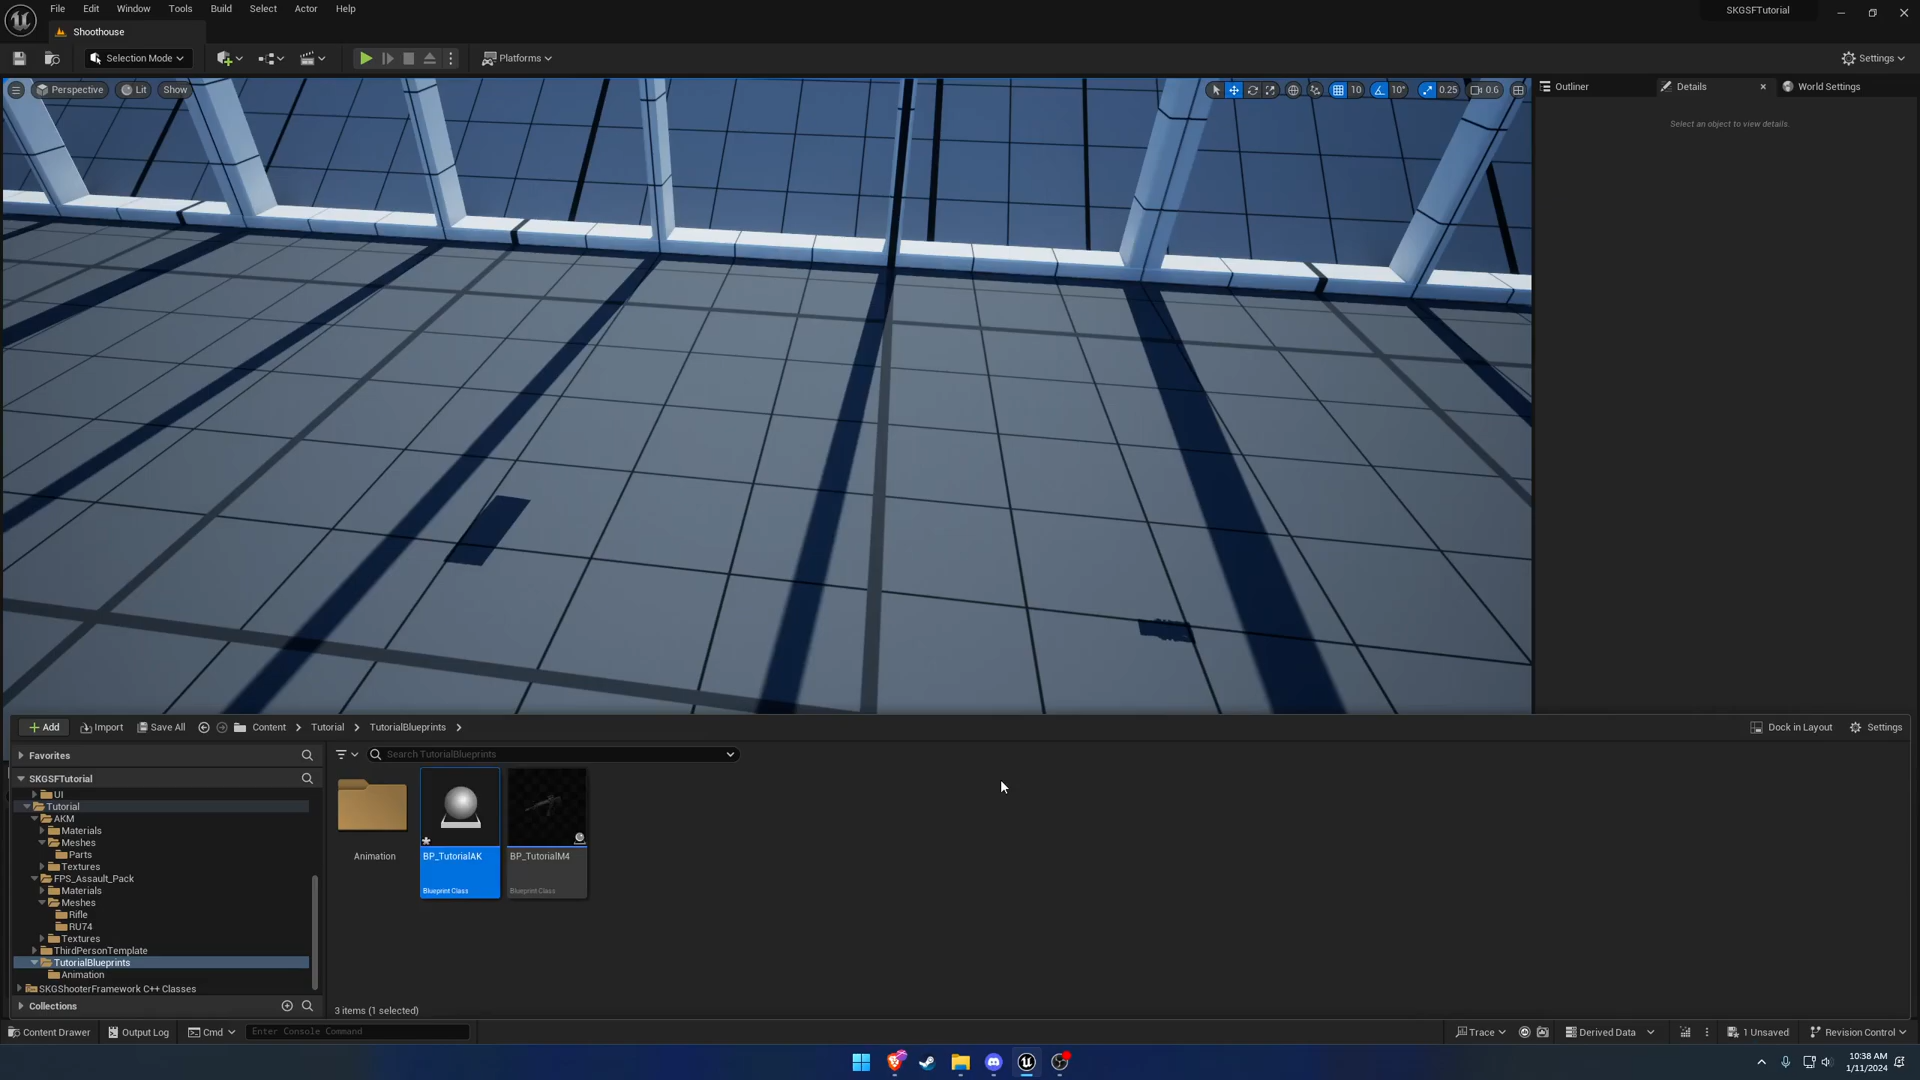 File Edit Window Tools Build Select Actor Help
SKGSFTutorial
Shoothouse
Selection Mode
Platforms
Settings
Perspective Lit Show
10 10° 0.25 0.6
Outliner Details World Settings
Select an object to view details.
Add Import Save All Content Tutorial TutorialBlueprints
Dock in Layout Settings
Favorites
Search TutorialBlueprints
SKGSFTutorial
UI
Tutorial
AKM
Materials
Meshes
Parts
Textures
FPS_Assault_Pack
Materials
Meshes
Rifle
RU74
Textures
ThirdPersonTemplate
TutorialBlueprints
Animation
SKGShooterFramework C++ Classes
Collections
Animation
BP_TutorialAK
Blueprint Class
BP_TutorialM4
Blueprint Class
3 items (1 selected)
Content Drawer Output Log Cmd Enter Console Command
Trace Derived Data 1 Unsaved Revision Control
10:38 AM
1/11/2024